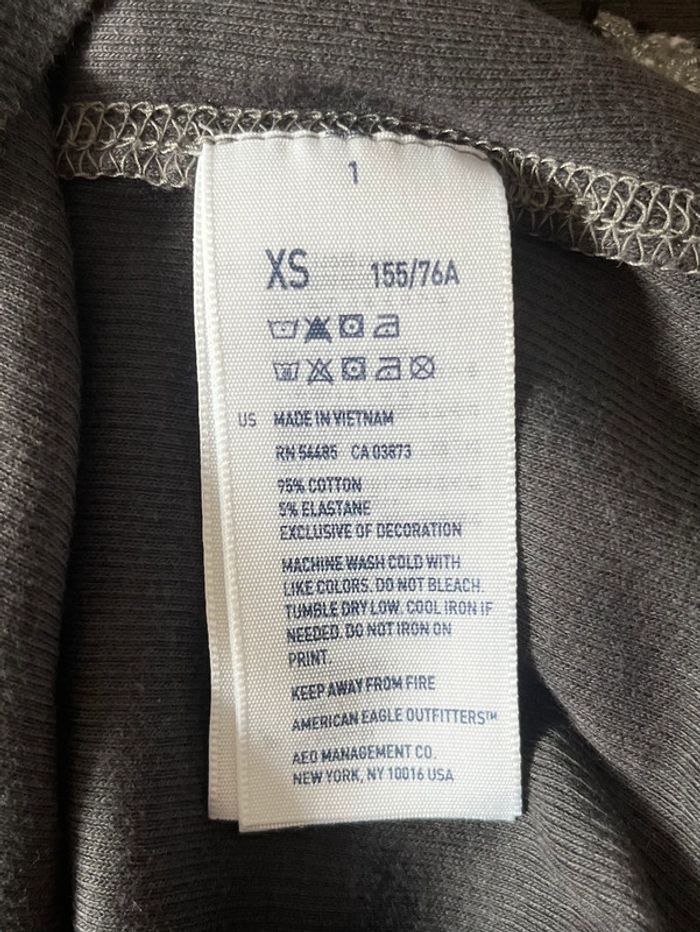 1
XS 155/76A
US MADE IN VIETNAM
RN 54485 CA 03873
95% COTTON
5% ELASTANE
EXCLUSIVE OF DECORATION
MACHINE WASH COLD WITH
LIKE COLORS. DO NOT BLEACH.
TUMBLE DRY LOW. COOL IRON IF
NEEDED. DO NOT IRON ON
PRINT.
KEEP AWAY FROM FIRE
AMERICAN EAGLE OUTFITTERS™
AEO MANAGEMENT CO.
NEW YORK, NY 10016 USA